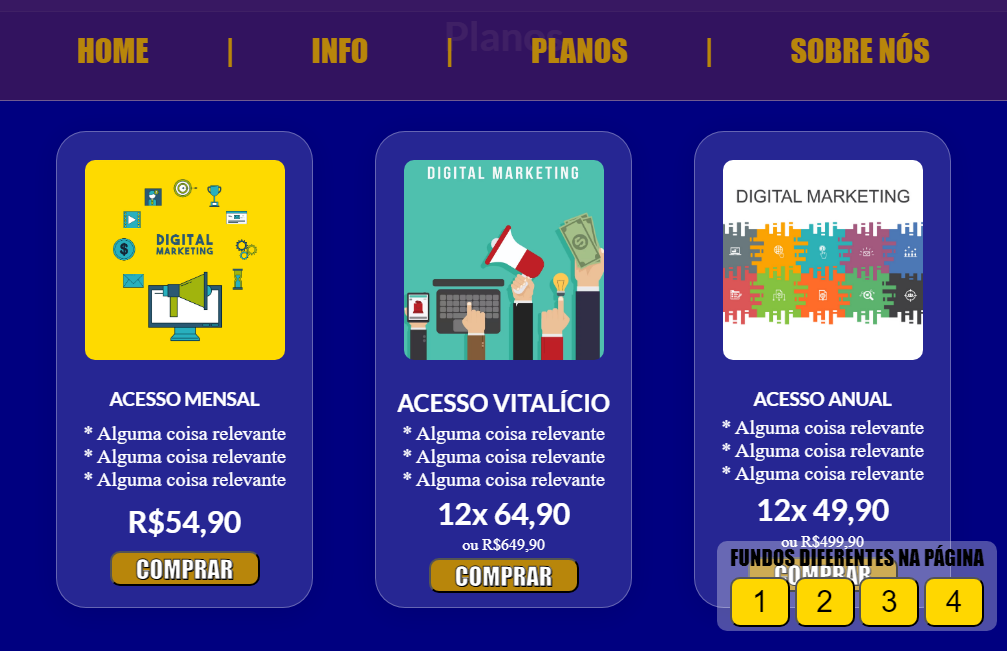 Planos
HOME | INFO | PLANOS | SOBRE NÓS
DIGITAL
MARKETING
$
ACESSO MENSAL
* Alguma coisa relevante
* Alguma coisa relevante
* Alguma coisa relevante
R$54,90
COMPRAR
DIGITAL MARKETING
$
ACESSO VITALÍCIO
* Alguma coisa relevante
* Alguma coisa relevante
* Alguma coisa relevante
12x 64,90
ou R$649,90
COMPRAR
DIGITAL MARKETING
ACESSO ANUAL
* Alguma coisa relevante
* Alguma coisa relevante
* Alguma coisa relevante
12x 49,90
ou R$499,90
COMPRAR
FUNDOS DIFERENTES NA PÁGINA
1 2 3 4